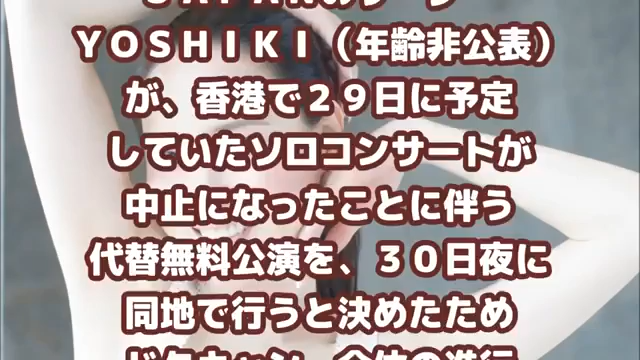 YOSHIKI（年齢非公表）
が、香港で２９日に予定
していたソロコンサートが
中止になったことに伴う
代替無料公演を、３０日夜に
同地で行うと決めたため